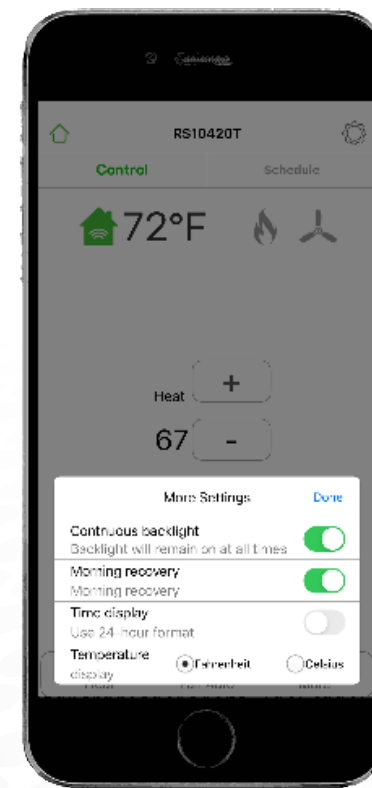 RS10420T
Control Schedule
72°F
+
Heat
67 -
More Settings Done
Continuous backlight
Backlight will remain on at all times
Morning recovery
Morning recovery
Time display
Use 24-hour format
Temperature Fahrenheit Celsius
display